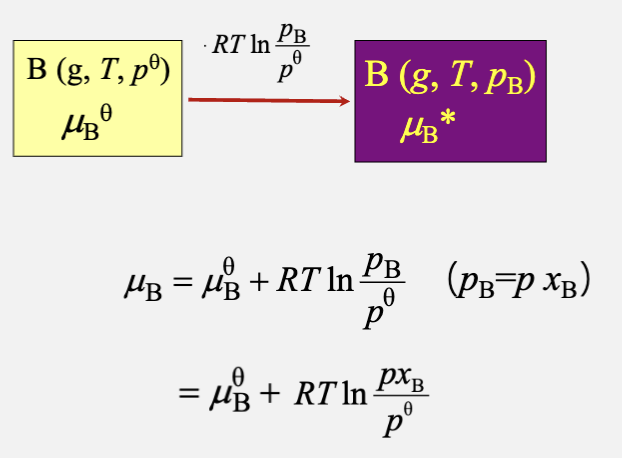 B (g, T, p^θ)
μ_B^θ
· RT ln p_B/p^θ
B (g, T, p_B)
μ_B*
μ_B = μ_B^θ + RT ln p_B/p^θ (p_B=p x_B)
= μ_B^θ + RT ln px_B/p^θ